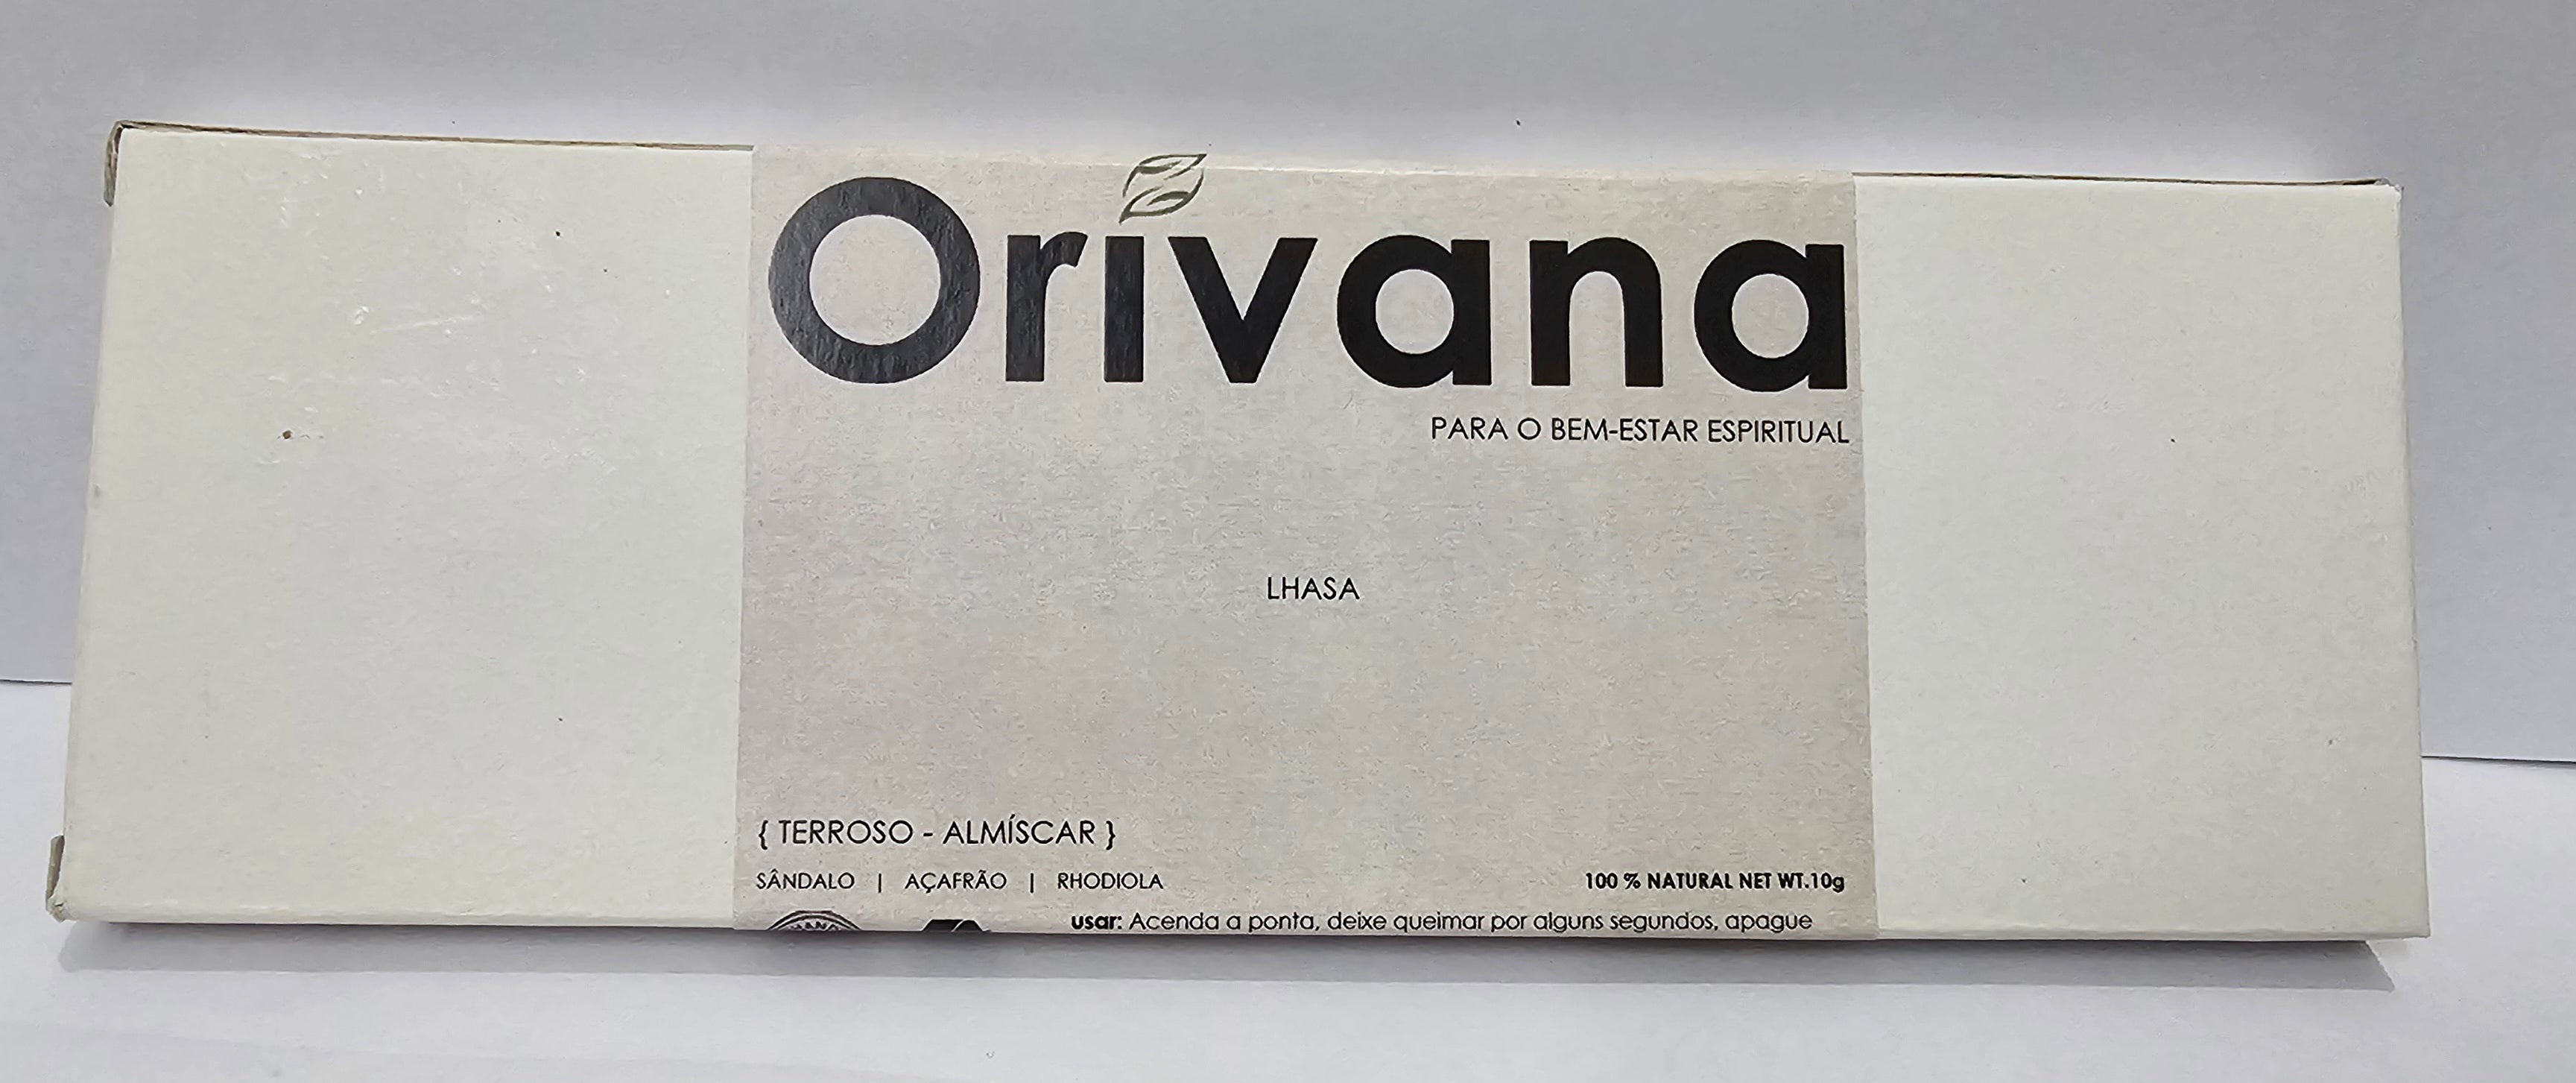 Orivana
PARA O BEM-ESTAR ESPIRITUAL
LHASA
{ TERROSO - ALMÍSCAR }
SÂNDALO | AÇAFRÃO | RHODIOLA
100 % NATURAL NET WT.10g
usar: Acenda a ponta, deixe queimar por alguns segundos, apague